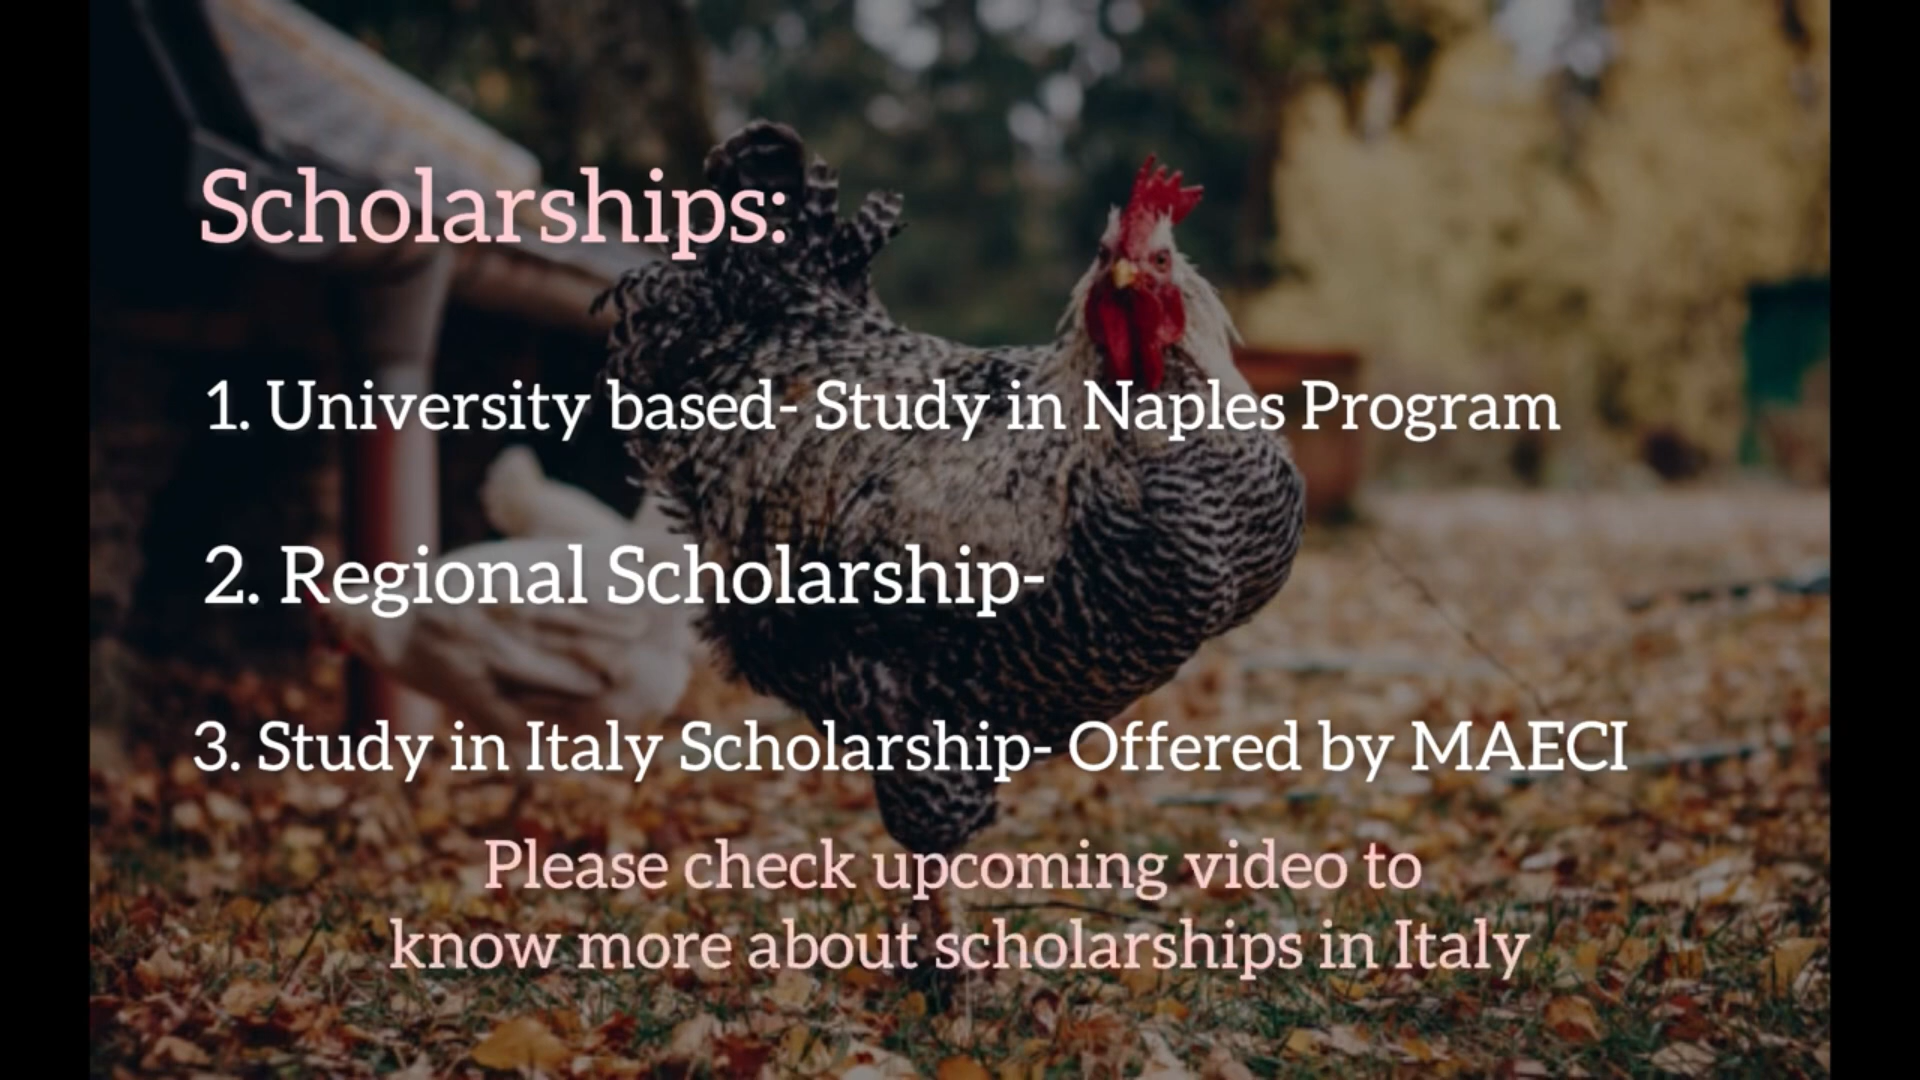 Scholarships:
1. University based- Study in Naples Program
2. Regional Scholarship-
3. Study in Italy Scholarship- Offered by MAECI
Please check upcoming video to
know more about scholarships in Italy